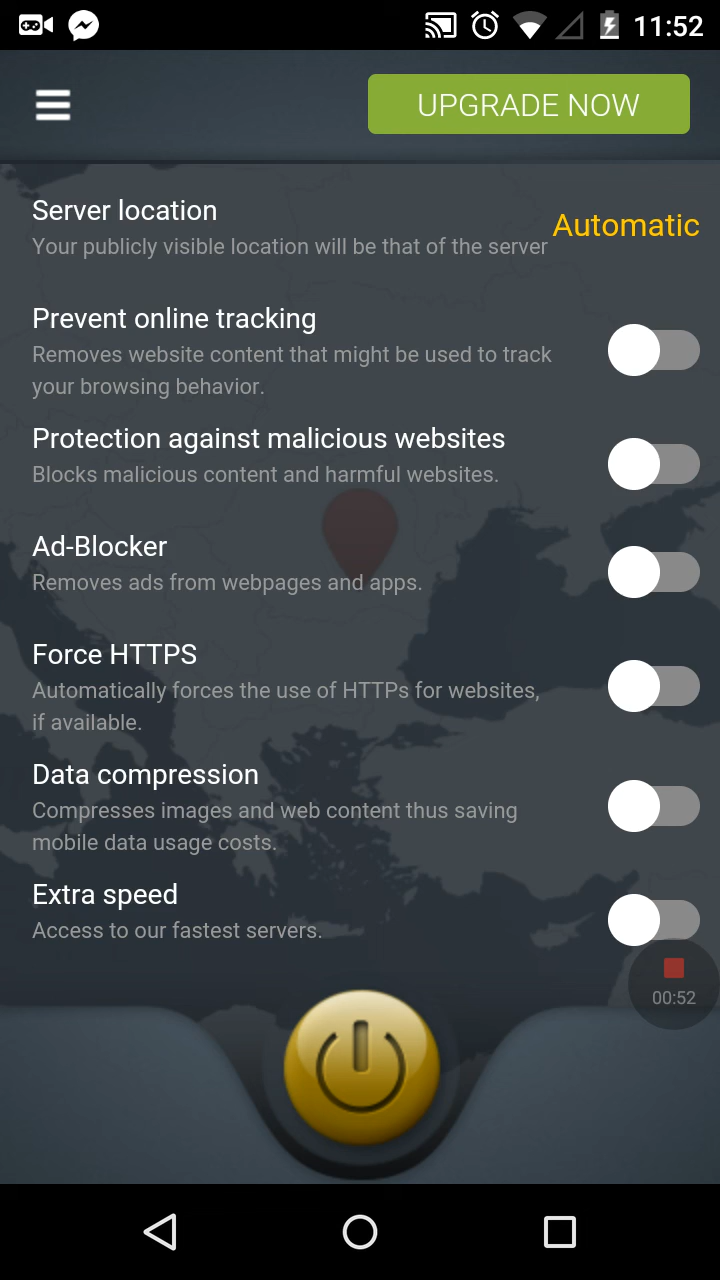 11:52
UPGRADE NOW
Server location
Your publicly visible location will be that of the server
Automatic
Prevent online tracking
Removes website content that might be used to track
your browsing behavior.
Protection against malicious websites
Blocks malicious content and harmful websites.
Ad-Blocker
Removes ads from webpages and apps.
Force HTTPS
Automatically forces the use of HTTPs for websites,
if available.
Data compression
Compresses images and web content thus saving
mobile data usage costs.
Extra speed
Access to our fastest servers.
00:52